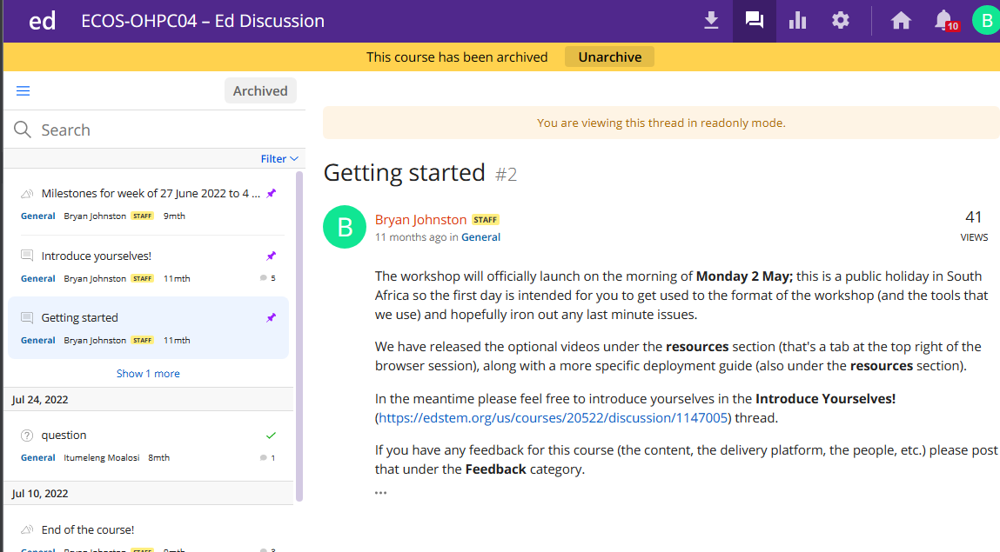 ed ECOS-OHPC04 – Ed Discussion
10
B
This course has been archived Unarchive
Archived
Search
Filter
Milestones for week of 27 June 2022 to 4 ...
General Bryan Johnston STAFF 9mth
Introduce yourselves!
General Bryan Johnston STAFF 11mth 5
Getting started
General Bryan Johnston STAFF 11mth
Show 1 more
Jul 24, 2022
? question
General Itumeleng Moalosi 8mth 1
Jul 10, 2022
End of the course!
General Bryan Johnston STAFF 9mth 3
You are viewing this thread in readonly mode.
Getting started #2
B
Bryan Johnston STAFF
11 months ago in General
41
VIEWS
The workshop will officially launch on the morning of Monday 2 May; this is a public holiday in South
Africa so the first day is intended for you to get used to the format of the workshop (and the tools that
we use) and hopefully iron out any last minute issues.
We have released the optional videos under the resources section (that's a tab at the top right of the
browser session), along with a more specific deployment guide (also under the resources section).
In the meantime please feel free to introduce yourselves in the Introduce Yourselves!
(https://edstem.org/us/courses/20522/discussion/1147005) thread.
If you have any feedback for this course (the content, the delivery platform, the people, etc.) please post
that under the Feedback category.
...